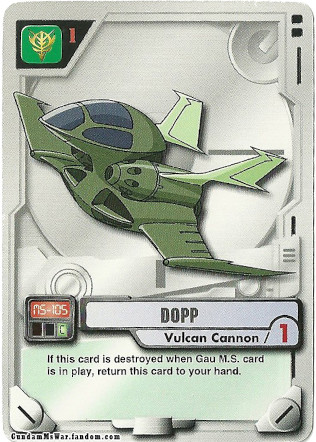 1
MS-105
C
DOPP
Vulcan Cannon / 1
If this card is destroyed when Gau M.S. card
is in play, return this card to your hand.
GundamMsWar.fandom.com